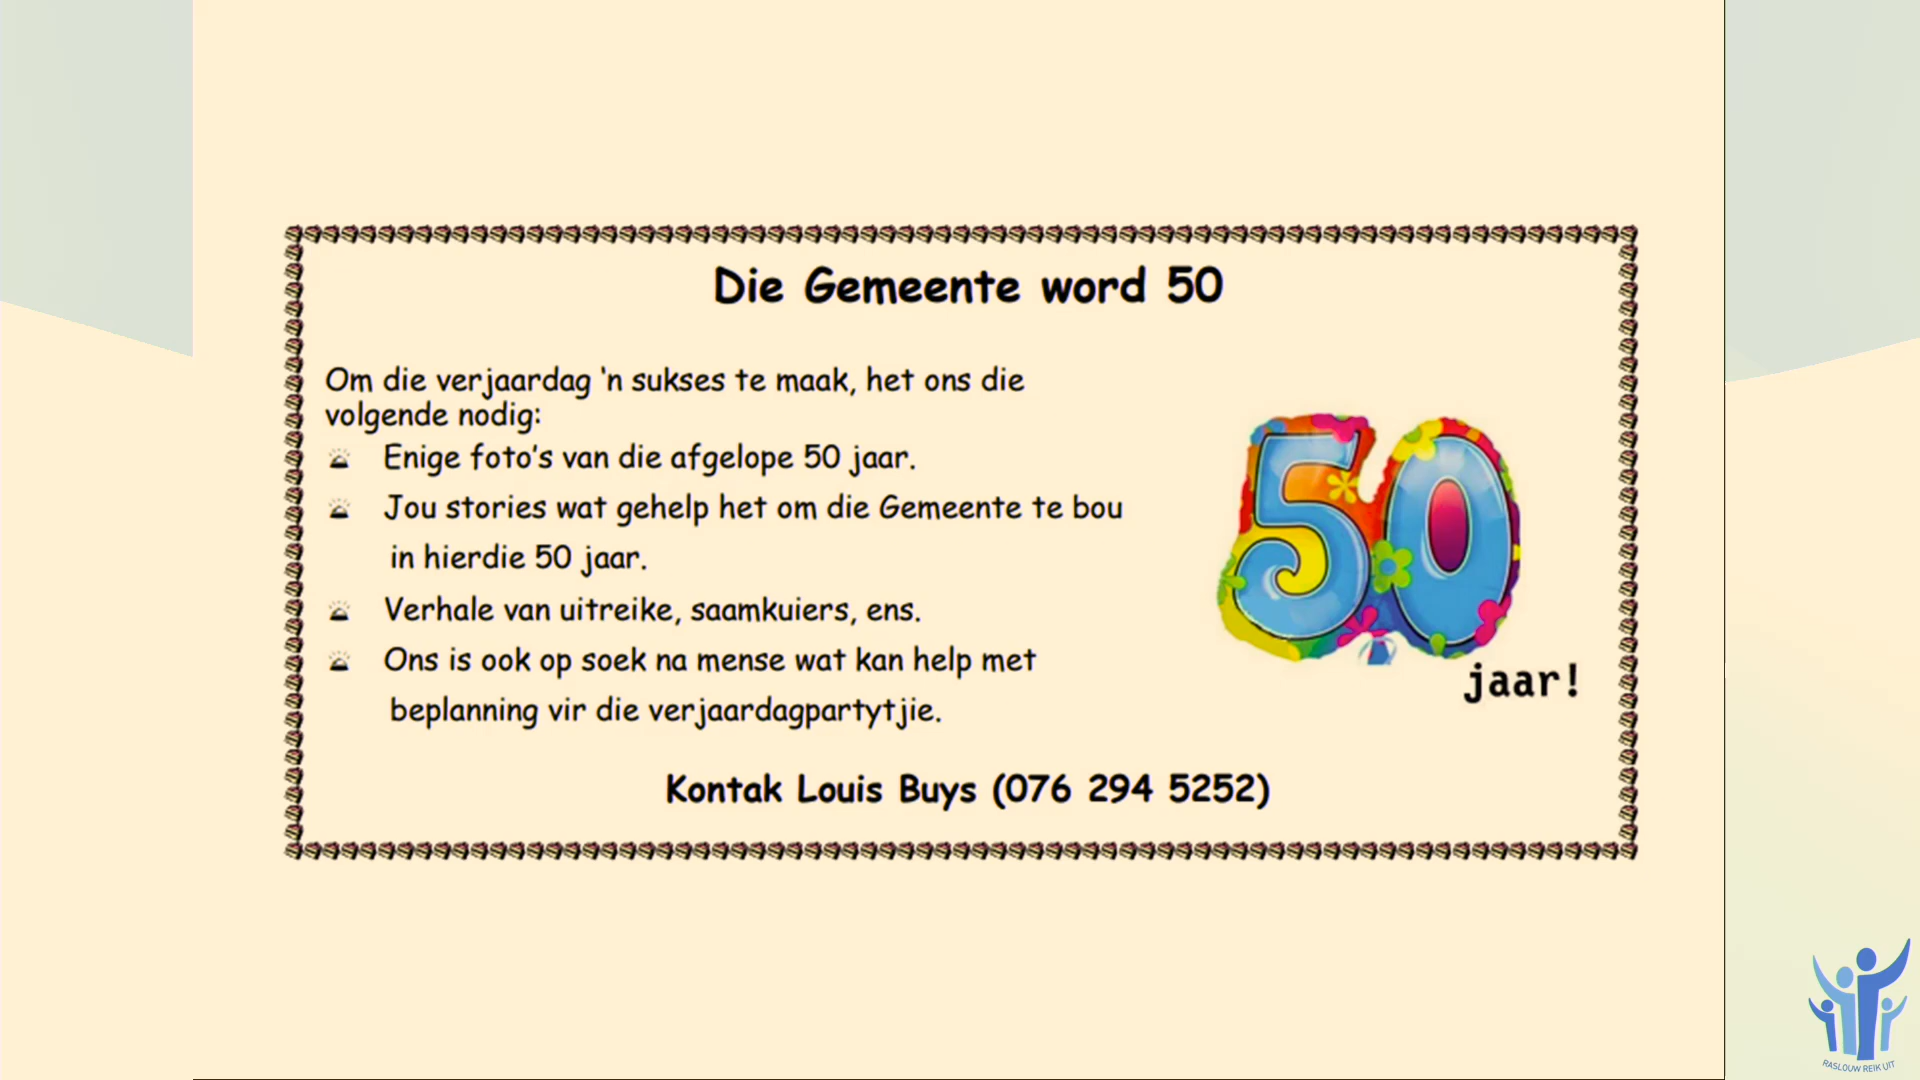 Die Gemeente word 50
Om die verjaardag 'n sukses te maak, het ons die
volgende nodig:
Enige foto's van die afgelope 50 jaar.
Jou stories wat gehelp het om die Gemeente te bou
in hierdie 50 jaar.
Verhale van uitreike, saamkuiers, ens.
Ons is ook op soek na mense wat kan help met
beplanning vir die verjaardagpartytjie.
50
jaar!
Kontak Louis Buys (076 294 5252)
RASLOUW REIK UIT